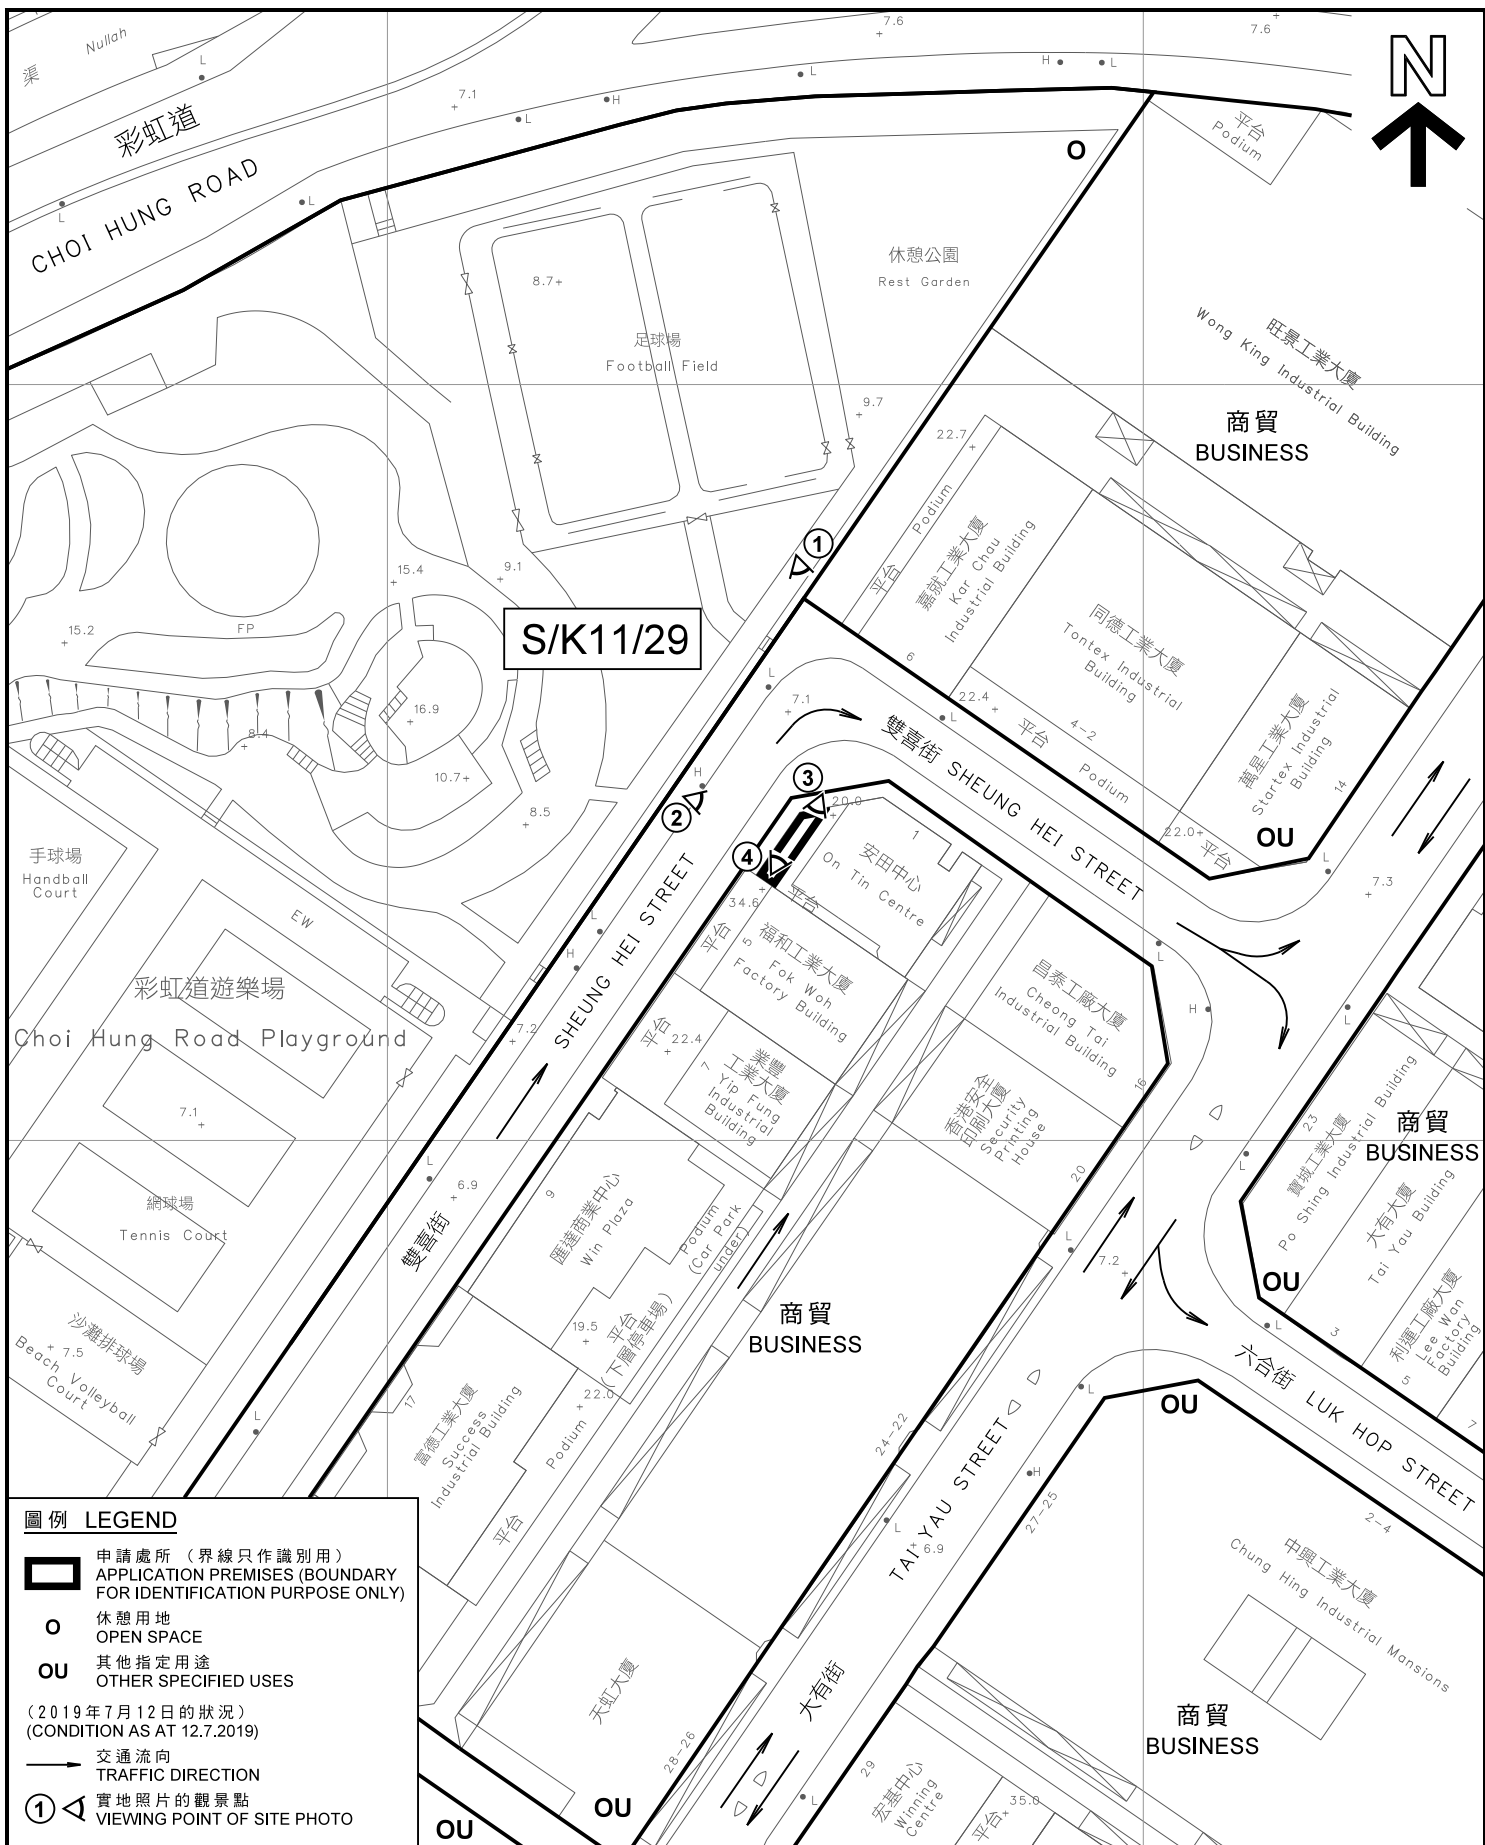 7.6
7.6
N
Nullah
渠
L
L
H
L
7.1
H
L
彩虹道
CHOI HUNG ROAD
L
L
平台
Podium
O
休憩公園
Rest Garden
8.7
足球場
Football Field
9.7
旺景工業大廈
Wong King Industrial Building
商貿
BUSINESS
22.7
平台 Podium
嘉就工業大廈
Kar Chau
Industrial Building
1
15.4
9.1
S/K11/29
15.2
FP
6
同德工業大廈
Tontex Industrial
Building
22.4
平台
4-2
Podium
萬星工業大廈
Startex Industrial
Building
14
22.0
平台
OU
L
L
7.1
L
雙喜街 SHEUNG HEI STREET
16.9
8.4
10.7
8.5
H
2
3
20.0
4
1
安田中心
On Tin Centre
34.6
平台
7.3
手球場
Handball
Court
EW
L
H
SHEUNG HEI STREET
平台
5
福和工業大廈
Fok Woh
Factory Building
昌泰工廠大廈
Cheong Tai
Industrial Building
16
L
H
L
彩虹道遊樂場
Choi Hung Road Playground
7.2
平台
22.4
7
業豐
工業大廈
Yip Fung
Industrial
Building
香港安全
印刷大廈
Security
Printing
House
20
7.1
23
寶城工業大廈
Po Shing Industrial Building
商貿
BUSINESS
L
大有大廈
Tai Yau Building
利運工廠大廈
Lee Wan
Factory
Building
3
5
7
OU
L
L
6.9
網球場
Tennis Court
雙喜街
9
匯達商業中心
Win Plaza
Podium
(Car Park
under)
平台
(下層停車場)
19.5
L
7.2
商貿
BUSINESS
沙灘排球場
7.5
Beach Volleyball
Court
L
17
富德工業大廈
Success
Industrial Building
22.0
Podium
平台
24-22
L
OU
六合街 LUK HOP STREET
TAI YAU STREET
L
6.9
H
27-25
2-4
中興工業大廈
Chung Hing Industrial Mansions
天虹大廈
28-26
大有街
商貿
BUSINESS
29
宏基中心
Winning
Centre
平台
35.0
L
OU
OU
圖例 LEGEND
申請處所 (界線只作識別用)
APPLICATION PREMISES (BOUNDARY
FOR IDENTIFICATION PURPOSE ONLY)
O
休憩用地
OPEN SPACE
OU
其他指定用途
OTHER SPECIFIED USES
(2019年7月12日的狀況)
(CONDITION AS AT 12.7.2019)
交通流向
TRAFFIC DIRECTION
1
實地照片的觀景點
VIEWING POINT OF SITE PHOTO